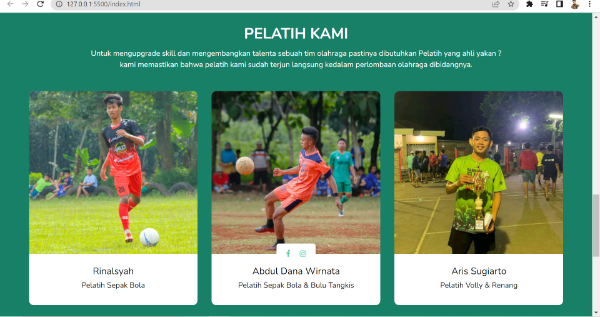 127.0.0.1:5500/index.html
PELATIH KAMI
Untuk mengupgrade skill dan mengembangkan talenta sebuah tim olahraga pastinya dibutuhkan Pelatih yang ahli yakan ?
kami memastikan bahwa pelatih kami sudah terjun langsung kedalam perlombaan olahraga dibidangnya.
Rinalsyah
Pelatih Sepak Bola
Abdul Dana Wirnata
Pelatih Sepak Bola & Bulu Tangkis
Aris Sugiarto
Pelatih Volly & Renang